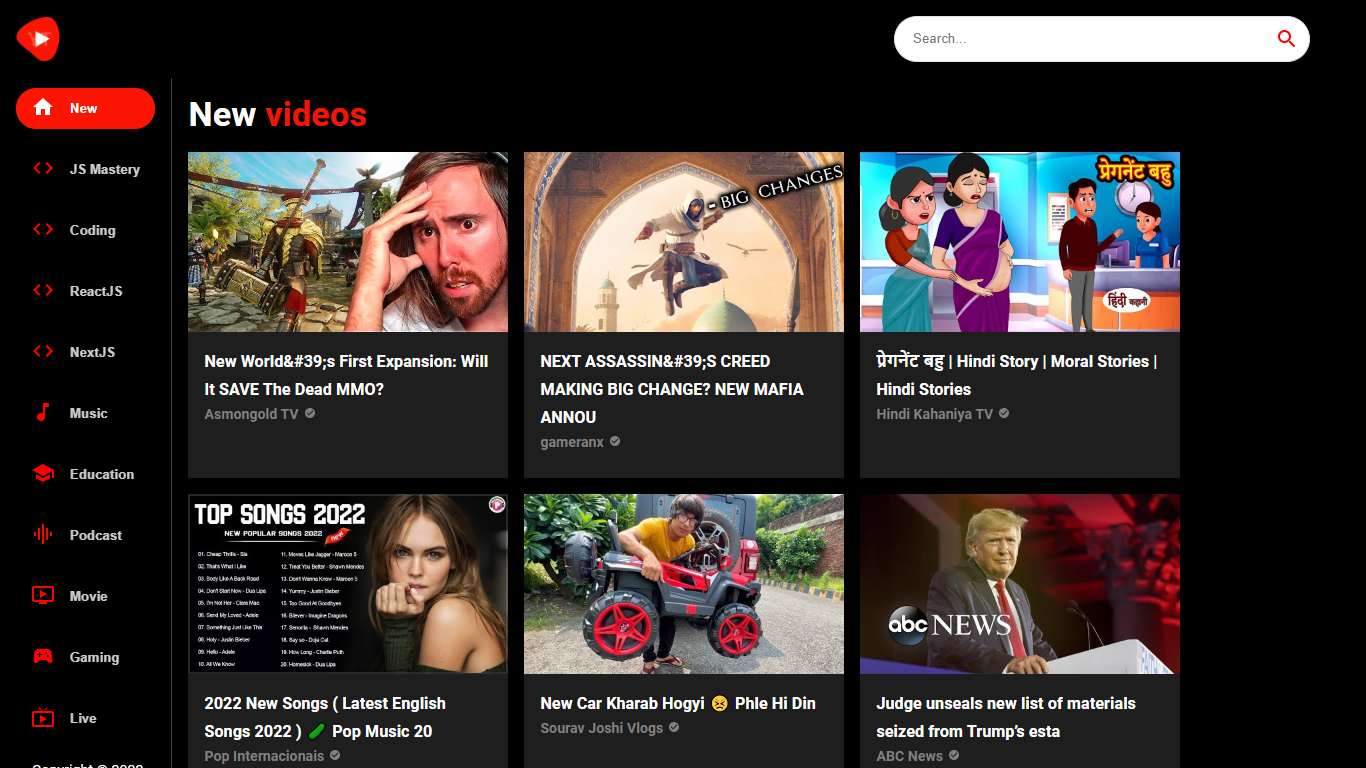 Search...
New
JS Mastery
Coding
ReactJS
NextJS
Music
Education
Podcast
Movie
Gaming
Live
New videos
- BIG CHANGES
प्रेगनेंट बहु
हिंदी कहानी
New World&#39;s First Expansion: Will
It SAVE The Dead MMO?
Asmongold TV
NEXT ASSASSIN&#39;S CREED
MAKING BIG CHANGE? NEW MAFIA
ANNOU
gameranx
प्रेगनेंट बहु | Hindi Story | Moral Stories |
Hindi Stories
Hindi Kahaniya TV
TOP SONGS 2022
NEW POPULAR SONGS 2022
new
01. Cheap Thrills - Sia
02. That's What I Like
03. Body Like A Back Road
04. Don't Start Now - Dua Lipa
05. I'm Not Her - Clara Mae
06. Send My Loved - Adele
07. Something Just Like This
08. Holy - Justin Bieber
09. Hello - Adele
10. All We Know
11. Moves Like Jagger - Maroon 5
12. Treat You Better - Shawn Mendes
13. Don't Wanna Know - Maroon 5
14. Yummy - Justin Bieber
15. Too Good At Goodbyes
16. Bliever - Imagine Dragons
17. Senorita - Shawn Mendes
18. Say so - Doja Cat
19. How Long - Charlie Puth
20. Homesick - Dua Lipa
abc NEWS
2022 New Songs ( Latest English
Songs 2022 ) 🥒 Pop Music 20
Pop Internacionais
New Car Kharab Hogyi 😣 Phle Hi Din
Sourav Joshi Vlogs
Judge unseals new list of materials
seized from Trump’s esta
ABC News
Copyright © 2022